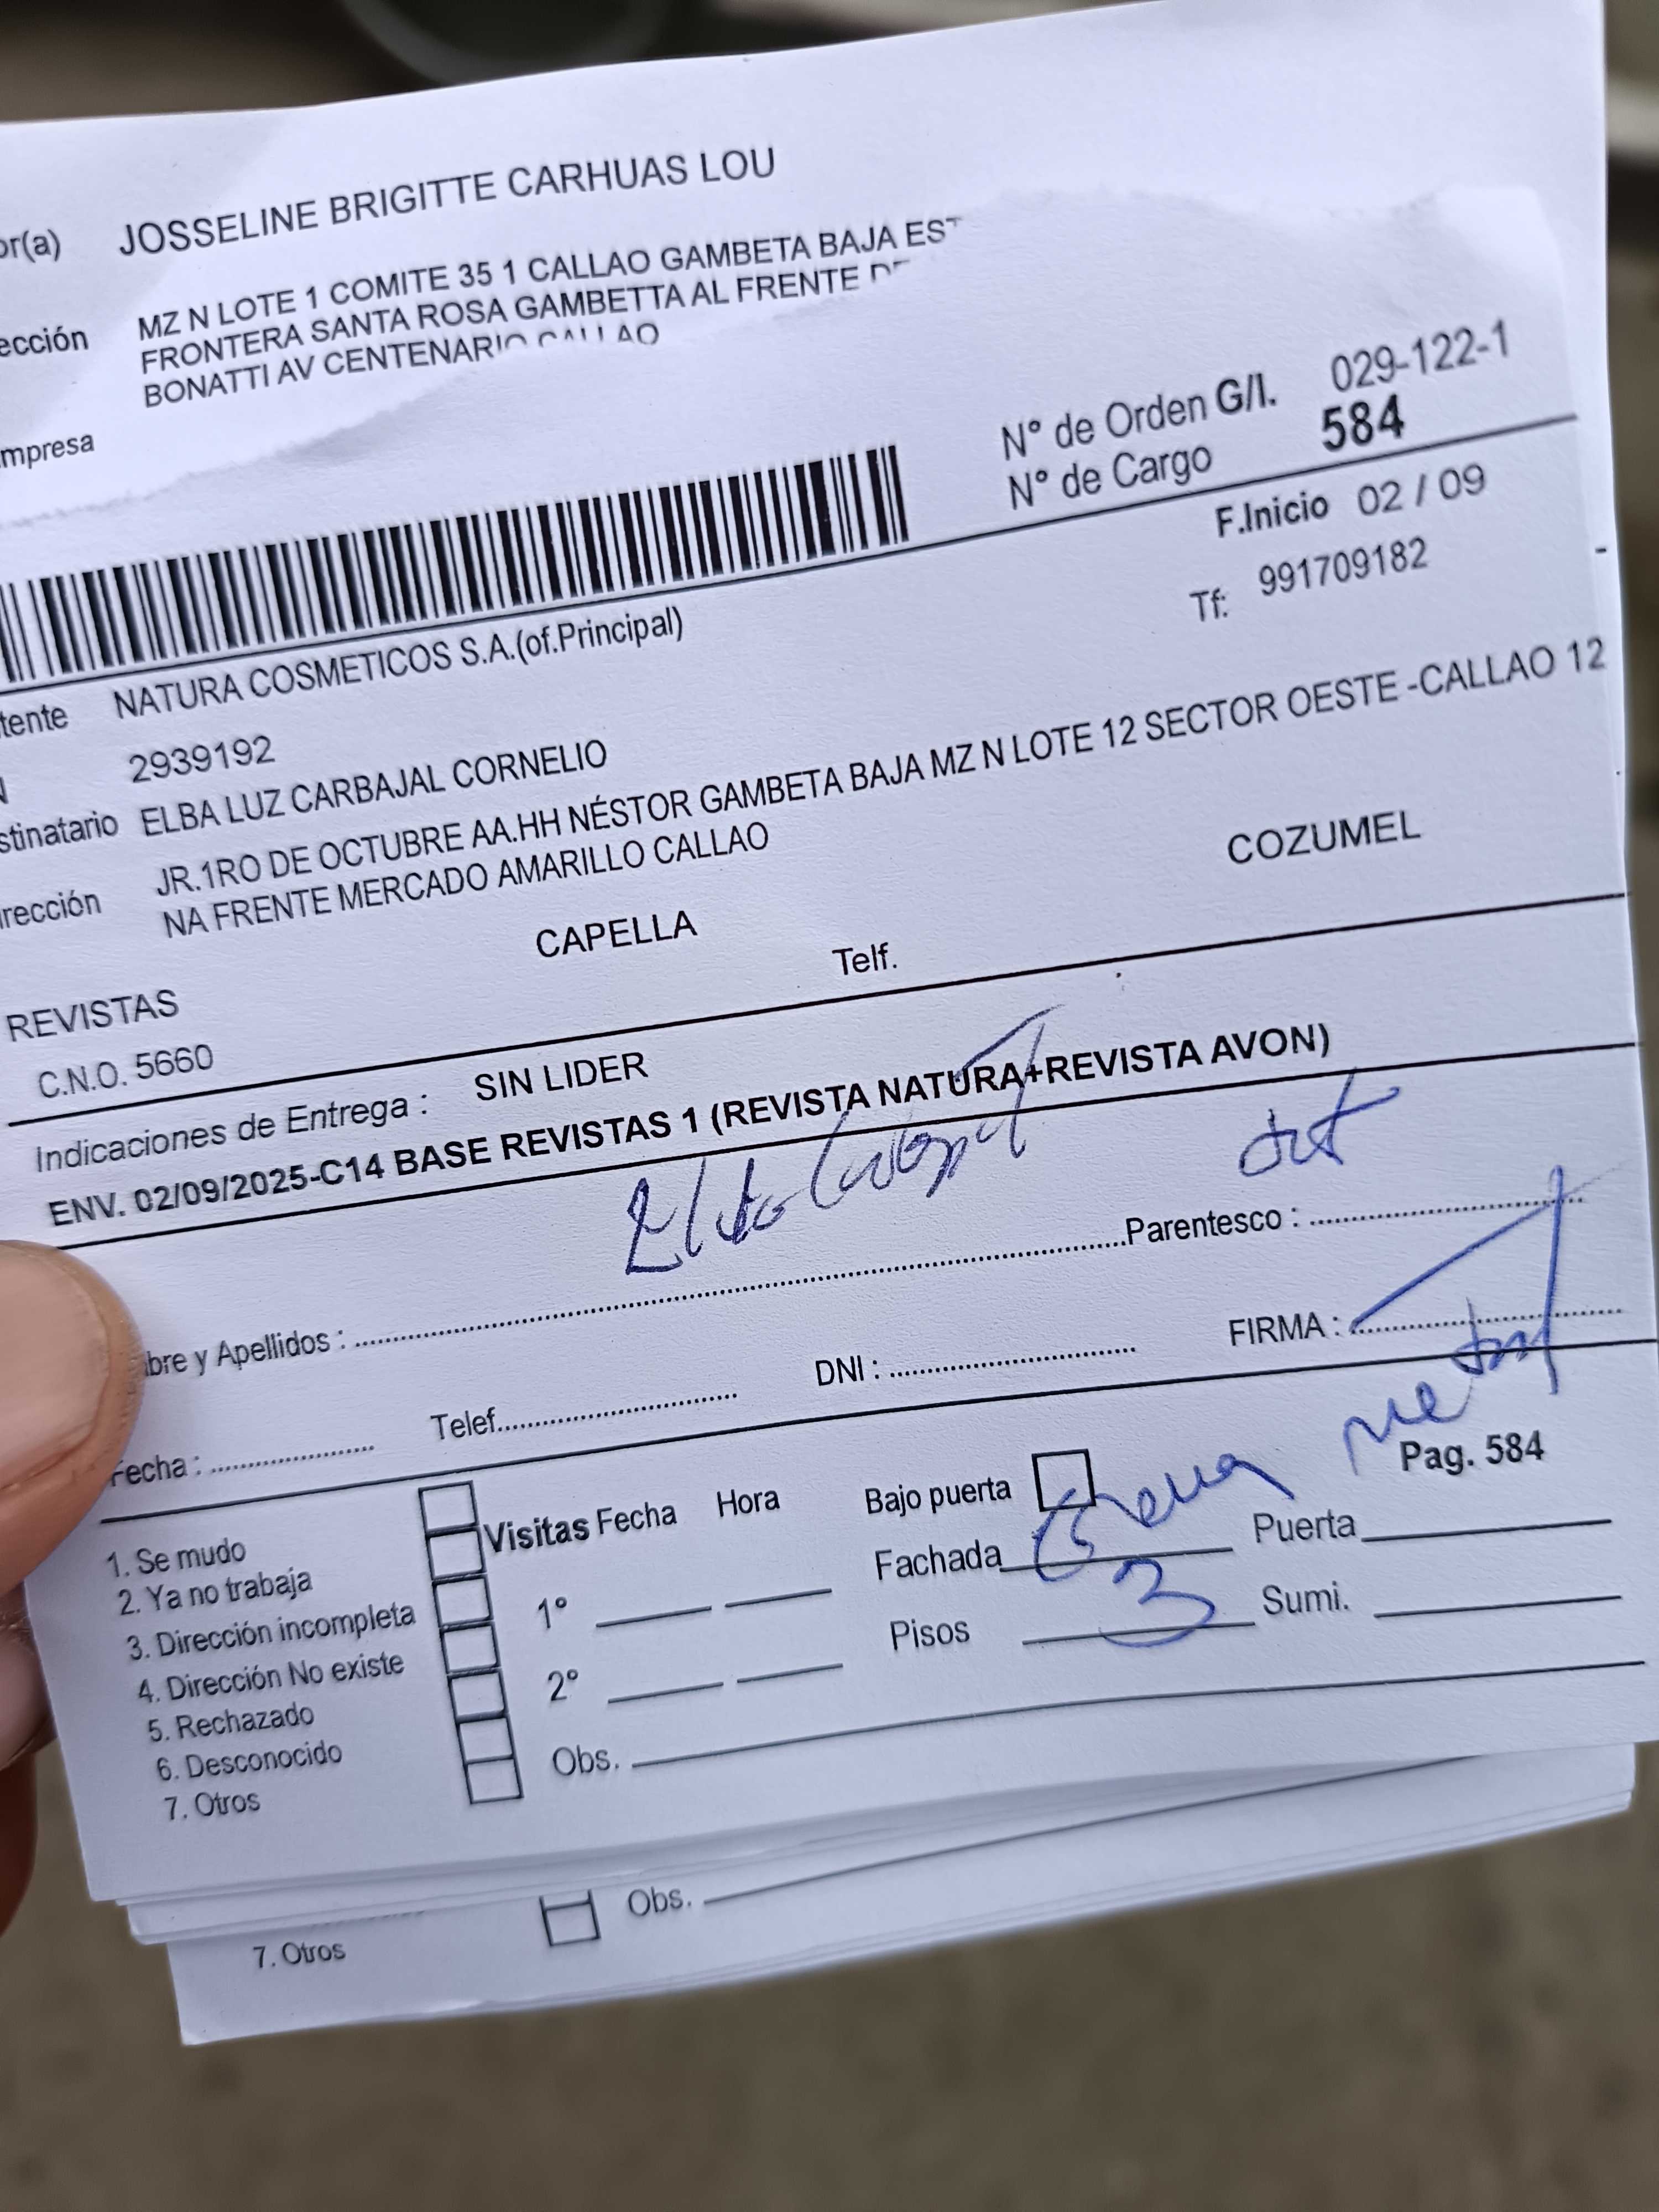 or(a) JOSSELINE BRIGITTE CARHUAS LOU
ección MZ N LOTE 1 COMITE 35 1 CALLAO GAMBETA BAJA EST
FRONTERA SANTA ROSA GAMBETTA AL FRENTE DE
BONATTI AV CENTENARIO CALLAO
mpresa
N° de Orden G/I. 029-122-1
N° de Cargo 584
F.Inicio 02 / 09
tente NATURA COSMETICOS S.A.(of.Principal)
Tf: 991709182 -
2939192
stinatario ELBA LUZ CARBAJAL CORNELIO
rección JR.1RO DE OCTUBRE AA.HH NÉSTOR GAMBETA BAJA MZ N LOTE 12 SECTOR OESTE -CALLAO 12
NA FRENTE MERCADO AMARILLO CALLAO
CAPELLA COZUMEL
REVISTAS Telf.
C.N.O. 5660
Indicaciones de Entrega : SIN LIDER
ENV. 02/09/2025-C14 BASE REVISTAS 1 (REVISTA NATURA+REVISTA AVON)
bre y Apellidos : Parentesco :
Fecha : Telef. DNI : FIRMA :
Pag. 584
1. Se mudo
2. Ya no trabaja
3. Dirección incompleta
4. Dirección No existe
5. Rechazado
6. Desconocido
7. Otros
Visitas Fecha Hora
1°
2°
Obs.
Bajo puerta
Fachada Puerta
Pisos 3 Sumi.
7. Otros Obs.